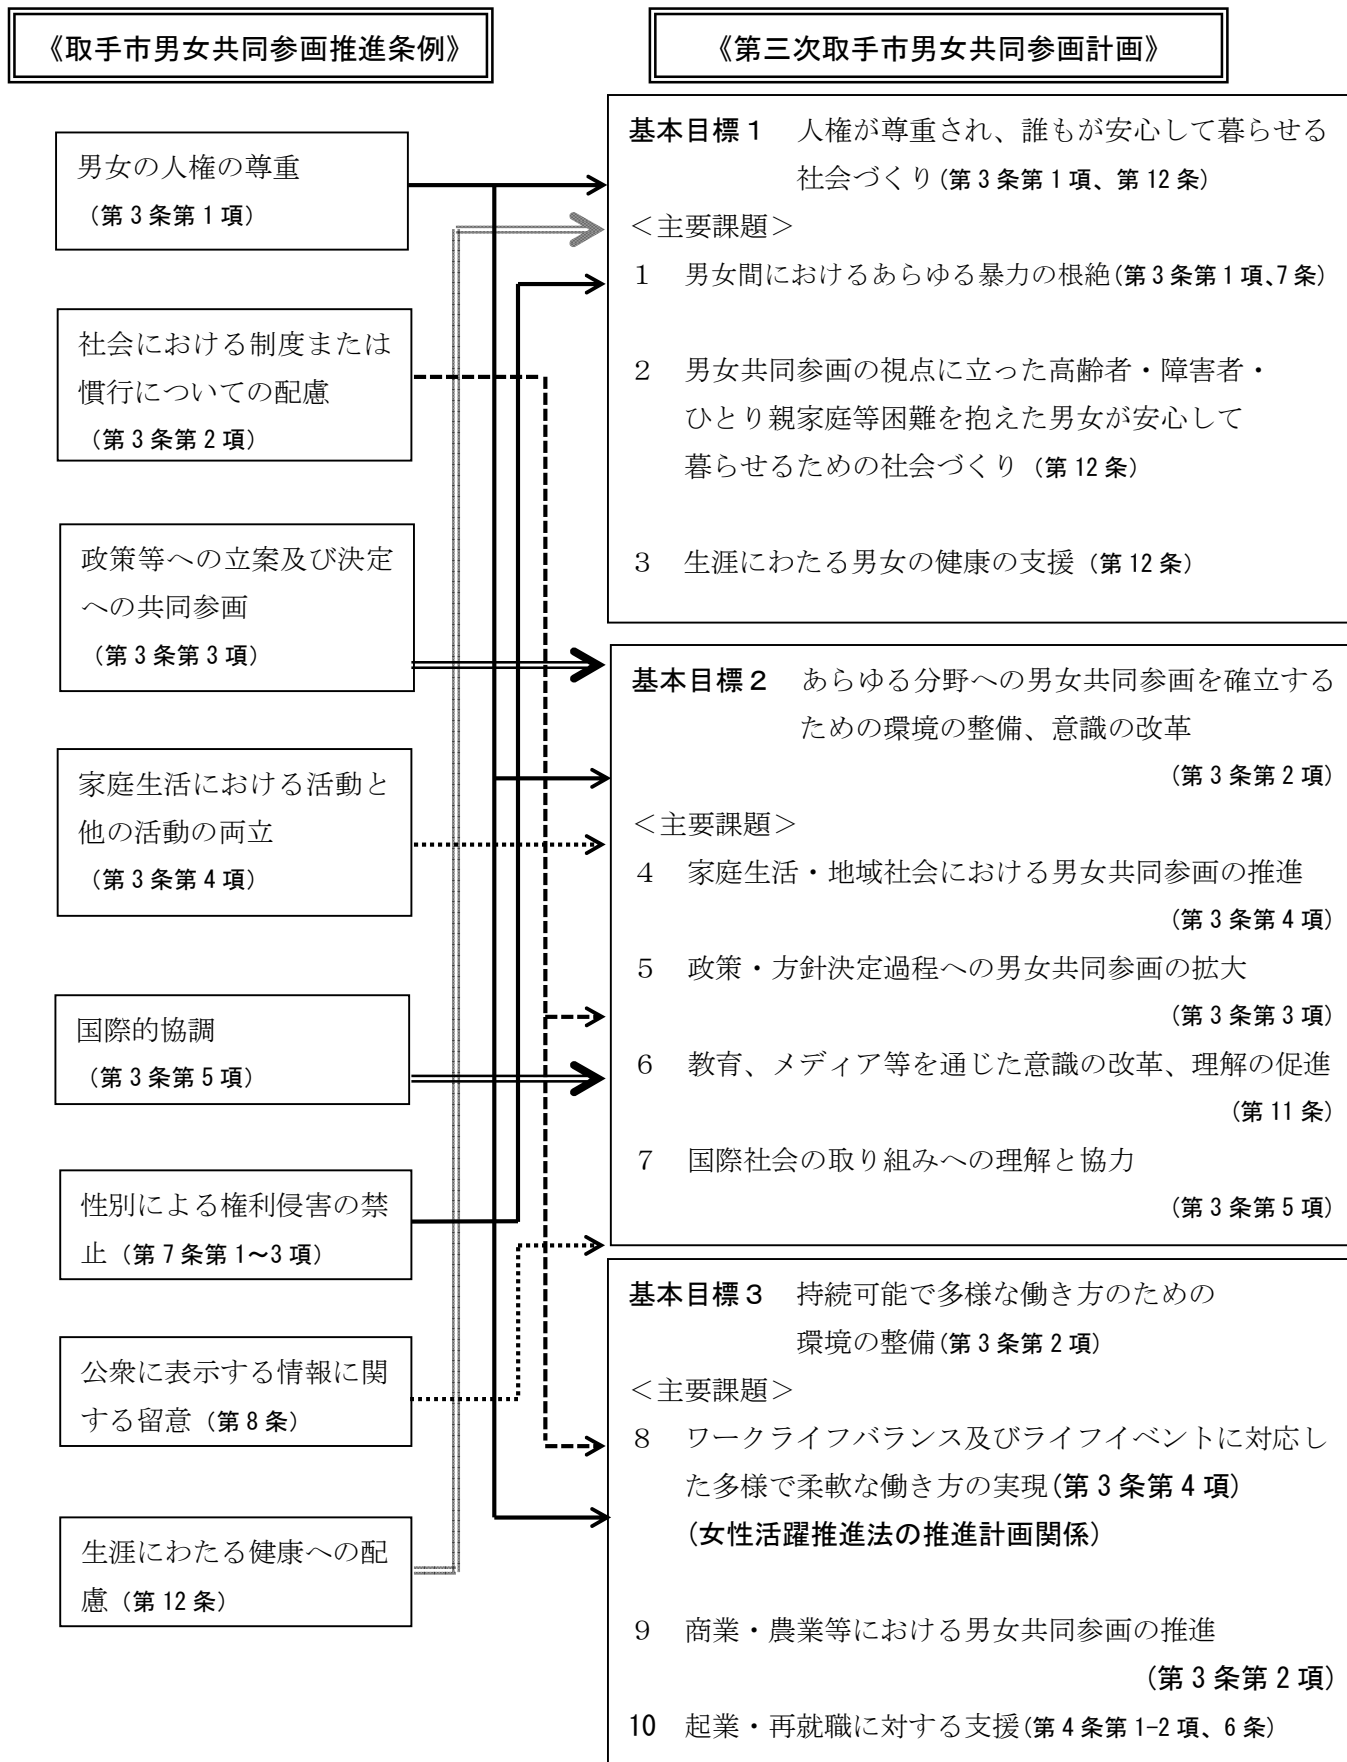 《取手市男女共同参画推進条例》
男女の人権の尊重
（第3条第1項）
社会における制度または
慣行についての配慮
（第3条第2項）
政策等への立案及び決定
への共同参画
（第3条第3項）
家庭生活における活動と
他の活動の両立
（第3条第4項）
国際的協調
（第3条第5項）
性別による権利侵害の禁
止（第7条第1～3項）
公衆に表示する情報に関
する留意（第8条）
生涯にわたる健康への配
慮（第12条）
《第三次取手市男女共同参画計画》
基本目標１　人権が尊重され、誰もが安心して暮らせる
社会づくり(第3条第1項、第12条)
＜主要課題＞
１　男女間におけるあらゆる暴力の根絶(第3条第1項､7条)
２　男女共同参画の視点に立った高齢者・障害者・
ひとり親家庭等困難を抱えた男女が安心して
暮らせるための社会づくり（第12条）
３　生涯にわたる男女の健康の支援（第12条）
基本目標２　あらゆる分野への男女共同参画を確立する
ための環境の整備、意識の改革
（第3条第2項）
＜主要課題＞
４　家庭生活・地域社会における男女共同参画の推進
（第3条第4項）
５　政策・方針決定過程への男女共同参画の拡大
（第3条第3項）
６　教育、メディア等を通じた意識の改革、理解の促進
（第11条）
７　国際社会の取り組みへの理解と協力
（第3条第5項）
基本目標３　持続可能で多様な働き方のための
環境の整備(第3条第2項)
＜主要課題＞
８　ワークライフバランス及びライフイベントに対応し
た多様で柔軟な働き方の実現(第3条第4項)
（女性活躍推進法の推進計画関係）
９　商業・農業等における男女共同参画の推進
（第3条第2項）
10　起業・再就職に対する支援(第4条第1-2項、6条)